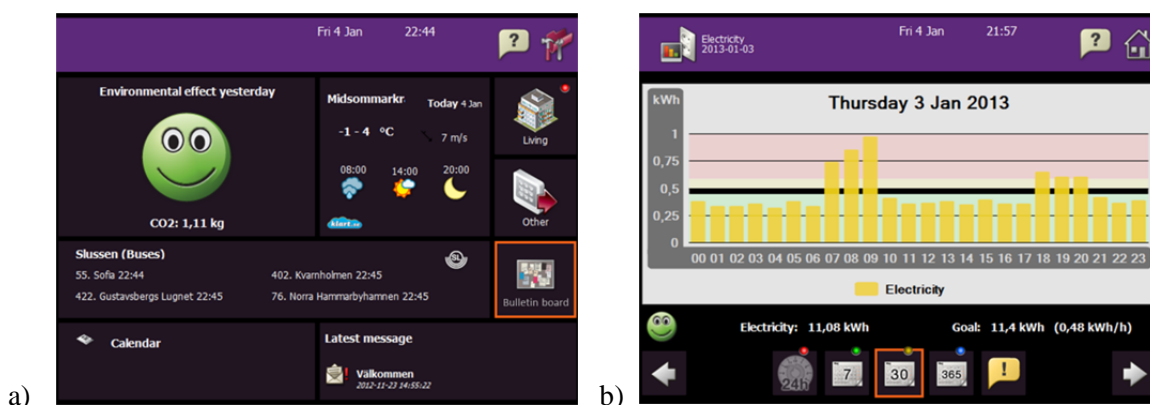 Fri 4 Jan 22:44
?
Environmental effect yesterday
CO2: 1,11 kg
Midsommarkr Today 4 Jan
-1 - 4 °C 7 m/s
08:00 14:00 20:00
klart.se
Living
Other
Slussen (Buses)
SL
55. Sofia 22:44 402. Kvarnholmen 22:45
422. Gustavsbergs Lugnet 22:45 76. Norra Hammarbyhamnen 22:45
Bulletin board
Calendar
Latest message
! Välkommen
2012-11-23 14:55:22
a)
Electricity
2013-01-03
Fri 4 Jan 21:57
?
kWh
Thursday 3 Jan 2013
1
0,75
0,5
0,25
0
00 01 02 03 04 05 06 07 08 09 10 11 12 13 14 15 16 17 18 19 20 21 22 23
Electricity
Electricity: 11,08 kWh Goal: 11,4 kWh (0,48 kWh/h)
24h 7 30 365 !
b)